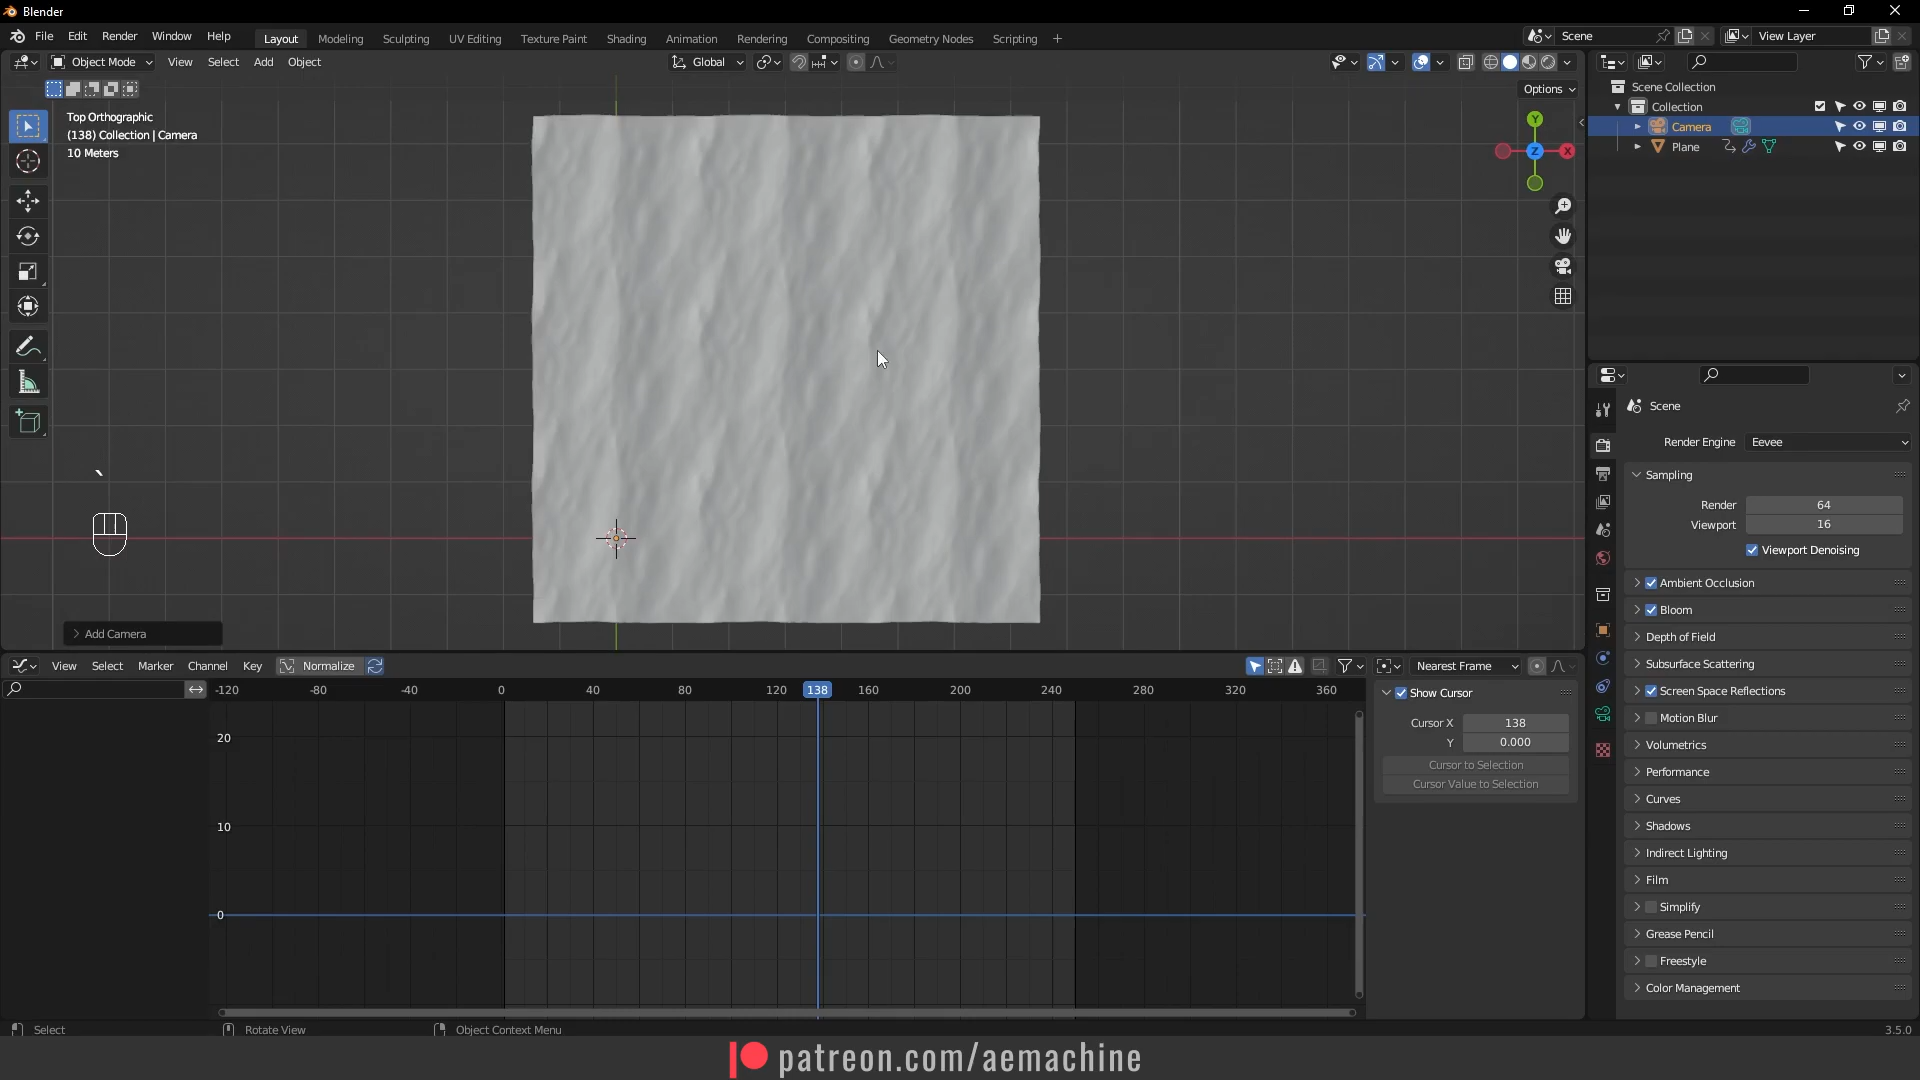 Blender
File Edit Render Window Help
Layout Modeling Sculpting UV Editing Texture Paint Shading Animation Rendering Compositing Geometry Nodes Scripting +
Scene
View Layer
Object Mode View Select Add Object
Global
Options
Top Orthographic
(138) Collection | Camera
10 Meters
Y
Z
X
`
Add Camera
Scene Collection
Collection
Camera
Plane
Scene
Render Engine Eevee
Sampling
Render 64
Viewport 16
Viewport Denoising
Ambient Occlusion
Bloom
Depth of Field
Subsurface Scattering
Screen Space Reflections
Motion Blur
Volumetrics
Performance
Curves
Shadows
Indirect Lighting
Film
Simplify
Grease Pencil
Freestyle
Color Management
View Select Marker Channel Key Normalize
Nearest Frame
-120 -80 -40 0 40 80 120 138 160 200 240 280 320 360
20
10
0
Show Cursor
Cursor X 138
Y 0.000
Cursor to Selection
Cursor Value to Selection
Select Rotate View Object Context Menu
3.5.0
patreon.com/aemachine